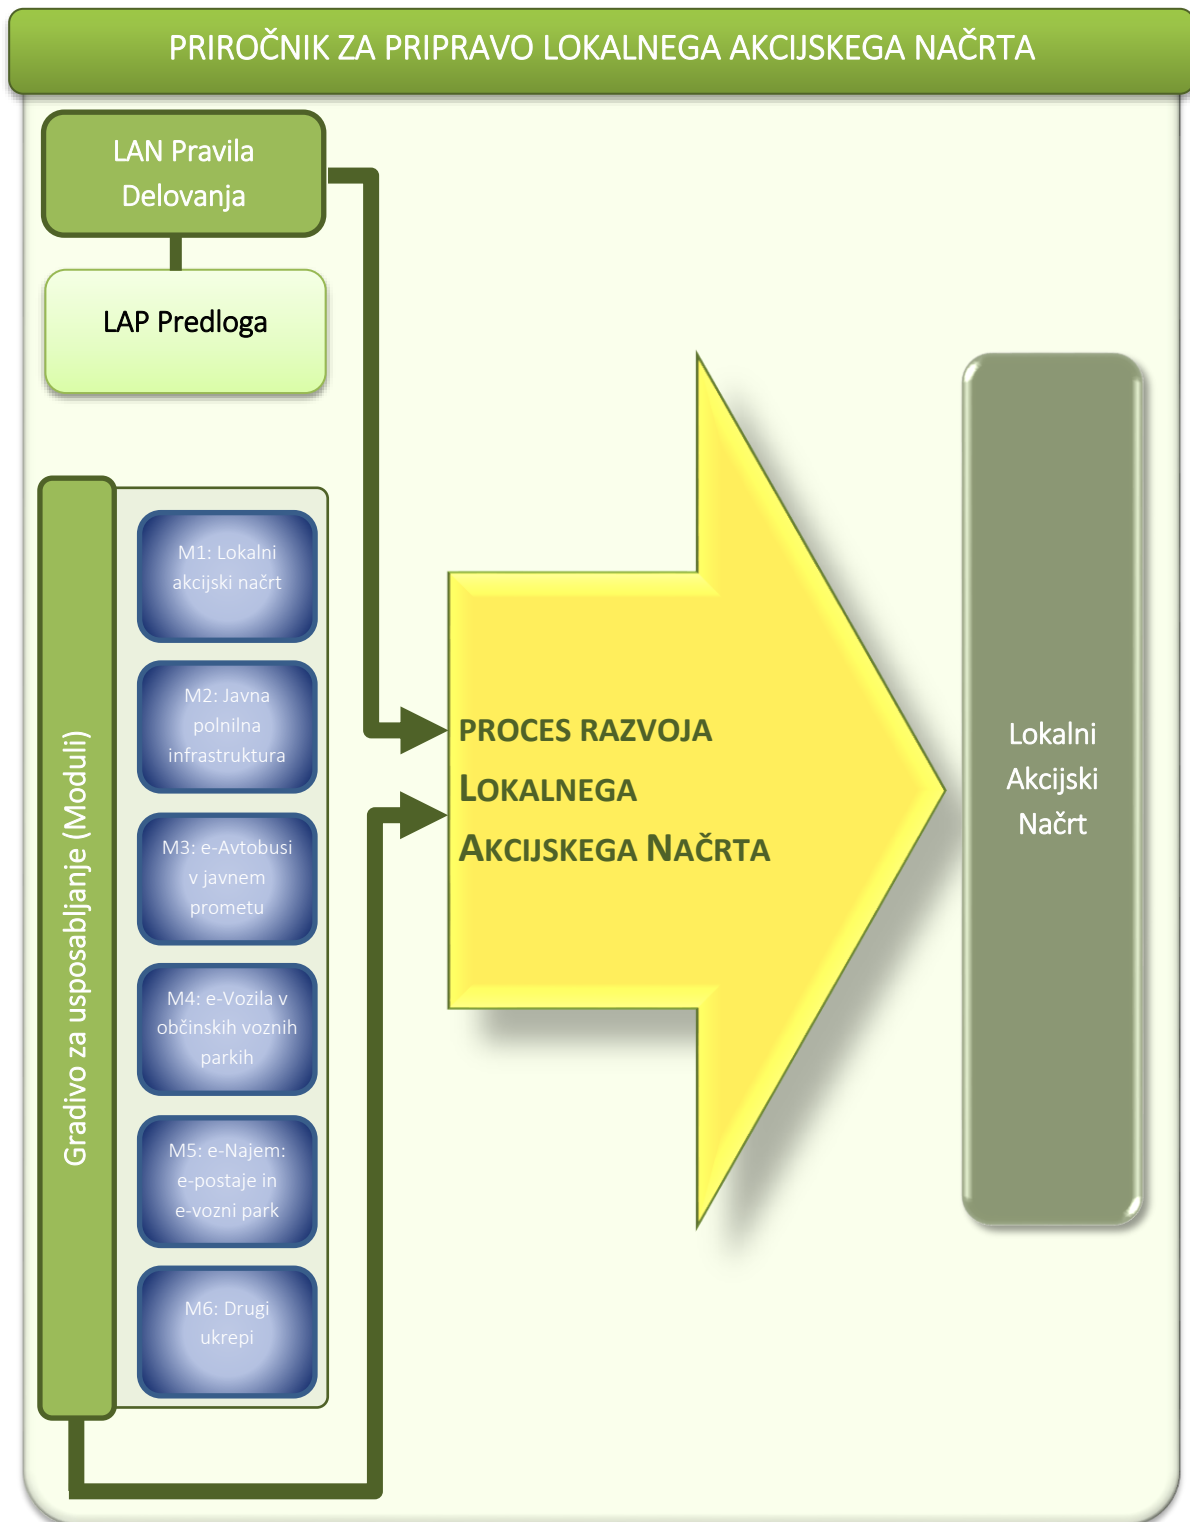 PRIROČNIK ZA PRIPRAVO LOKALNEGA AKCIJSKEGA NAČRTA
LAN Pravila
Delovanja
LAP Predloga
Gradivo za usposabljanje (Moduli)
M1: Lokalni
akcijski načrt
M2: Javna
polnilna
infrastruktura
M3: e-Avtobusi
v javnem
prometu
M4: e-Vozila v
občinskih voznih
parkih
M5: e-Najem:
e-postaje in
e-vozni park
M6: Drugi
ukrepi
PROCES RAZVOJA
LOKALNEGA
AKCIJSKEGA NAČRTA
Lokalni
Akcijski
Načrt